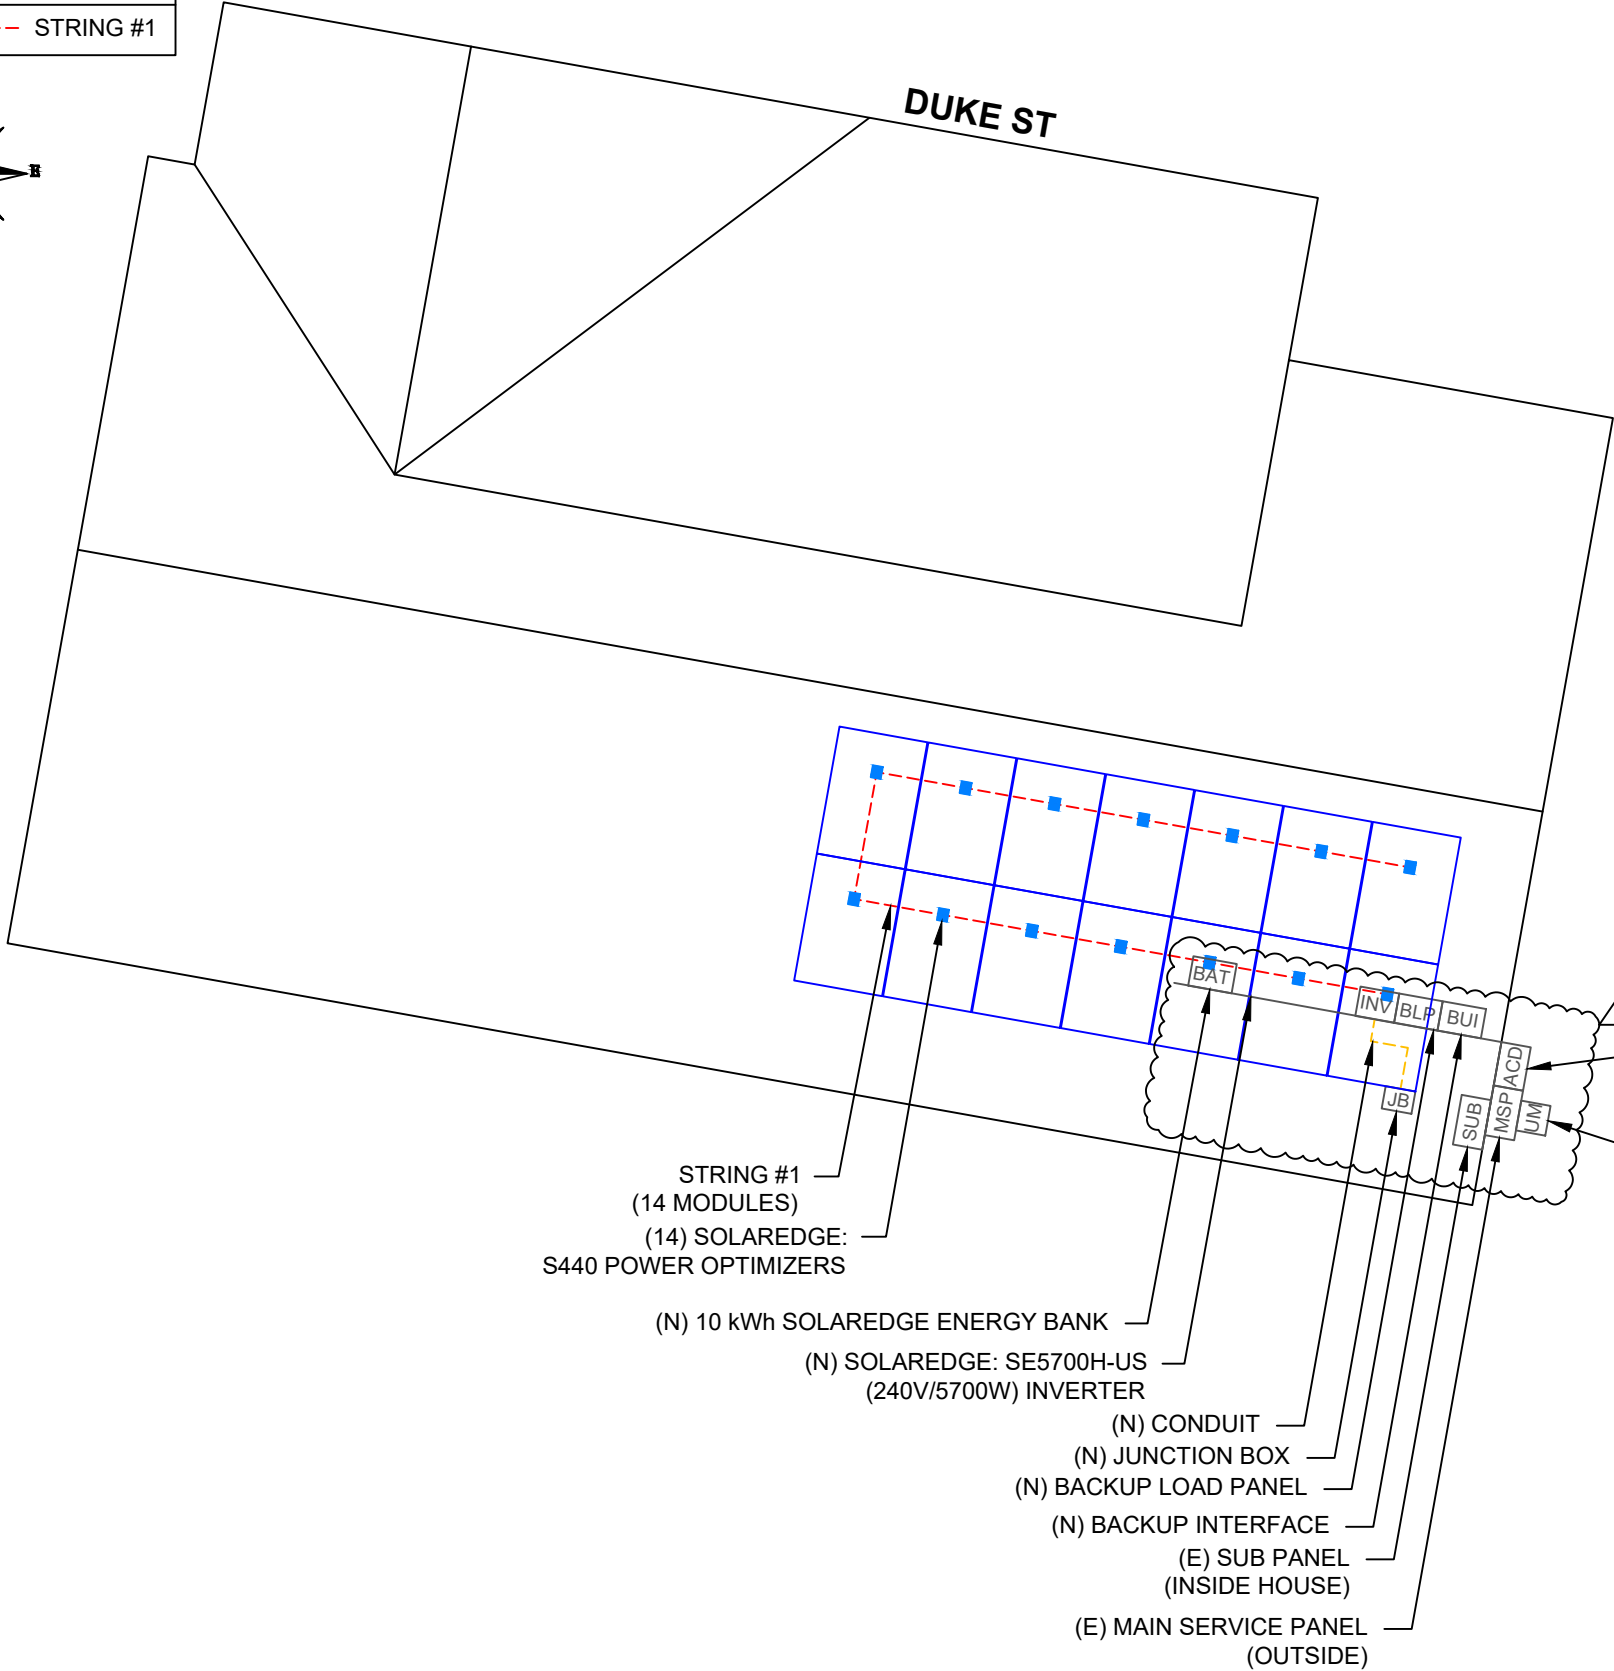 STRING #1
DUKE ST
BAT
INV
BLP
BUI
ACD
JB
SUB
MSP
UM
STRING #1
(14 MODULES)
(14) SOLAREDGE:
S440 POWER OPTIMIZERS
(N) 10 kWh SOLAREDGE ENERGY BANK
(N) SOLAREDGE: SE5700H-US
(240V/5700W) INVERTER
(N) CONDUIT
(N) JUNCTION BOX
(N) BACKUP LOAD PANEL
(N) BACKUP INTERFACE
(E) SUB PANEL
(INSIDE HOUSE)
(E) MAIN SERVICE PANEL
(OUTSIDE)